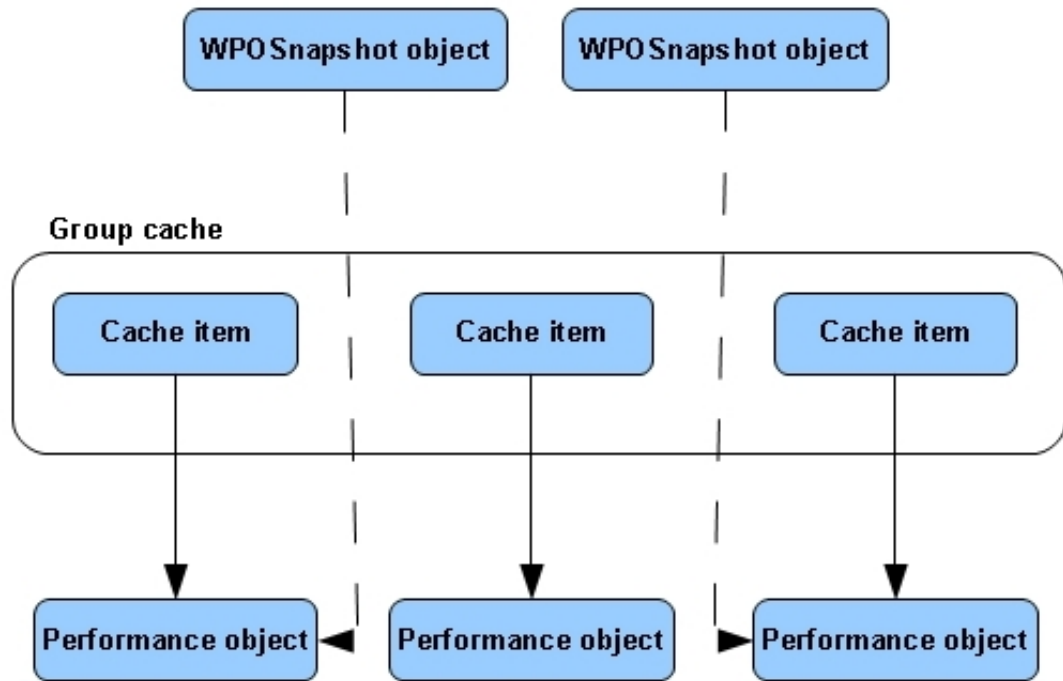 WPOSnapshot object
WPOSnapshot object
Group cache
Cache item
Cache item
Cache item
Performance object
Performance object
Performance object